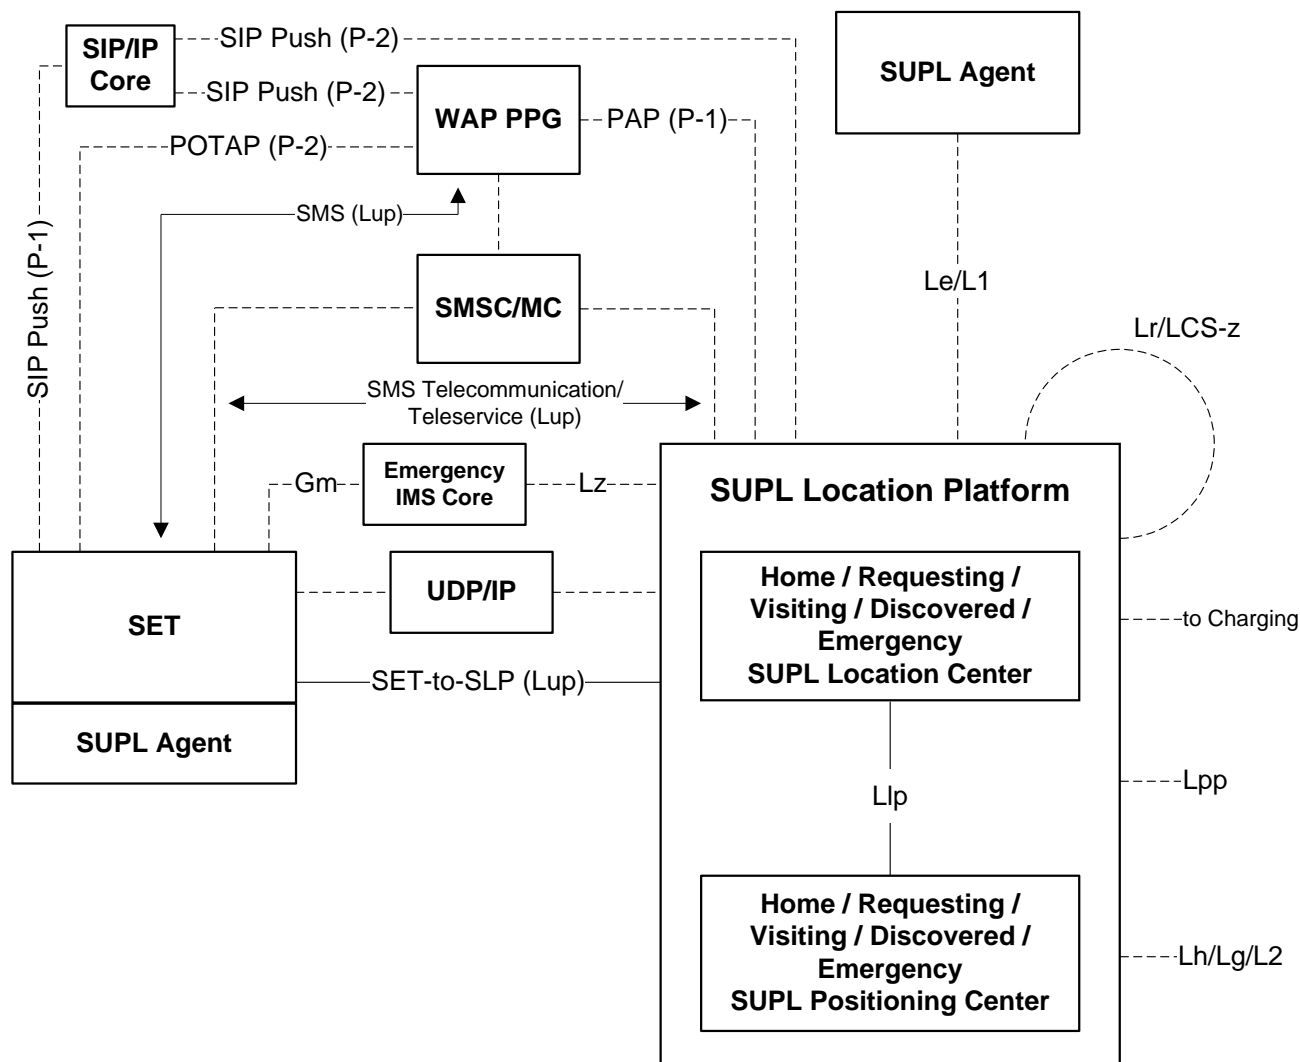 SIP/IP
Core
SIP Push (P-2)
SUPL Agent
SIP Push (P-2)
WAP PPG
PAP (P-1)
POTAP (P-2)
SMS (Lup)
SIP Push (P-1)
Le/L1
SMSC/MC
Lr/LCS-z
SMS Telecommunication/
Teleservice (Lup)
Gm
Emergency
IMS Core
Lz
SUPL Location Platform
UDP/IP
Home / Requesting /
Visiting / Discovered /
Emergency
SUPL Location Center
SET
to Charging
SET-to-SLP (Lup)
SUPL Agent
Llp
Lpp
Home / Requesting /
Visiting / Discovered /
Emergency
SUPL Positioning Center
Lh/Lg/L2